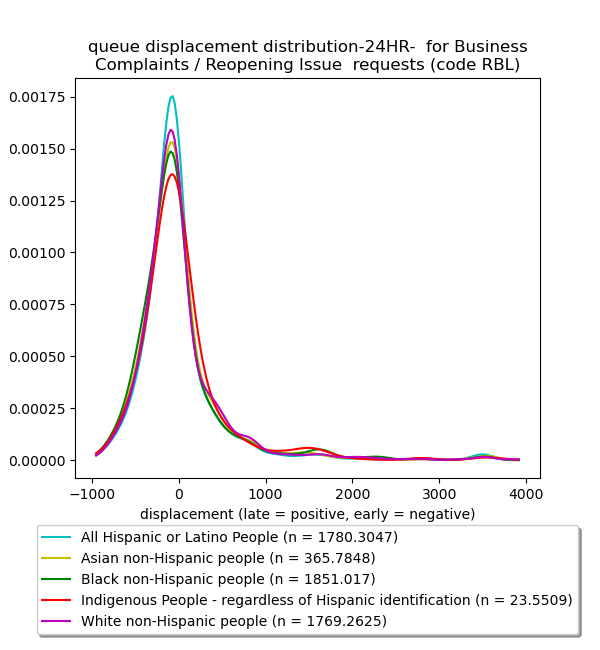 queue displacement distribution-24HR-  for Business
Complaints / Reopening Issue  requests (code RBL)
0.00175
0.00150
0.00125
0.00100
0.00075
0.00050
0.00025
0.00000
−1000 0 1000 2000 3000 4000
displacement (late = positive, early = negative)
All Hispanic or Latino People (n = 1780.3047)
Asian non-Hispanic people (n = 365.7848)
Black non-Hispanic people (n = 1851.017)
Indigenous People - regardless of Hispanic identification (n = 23.5509)
White non-Hispanic people (n = 1769.2625)